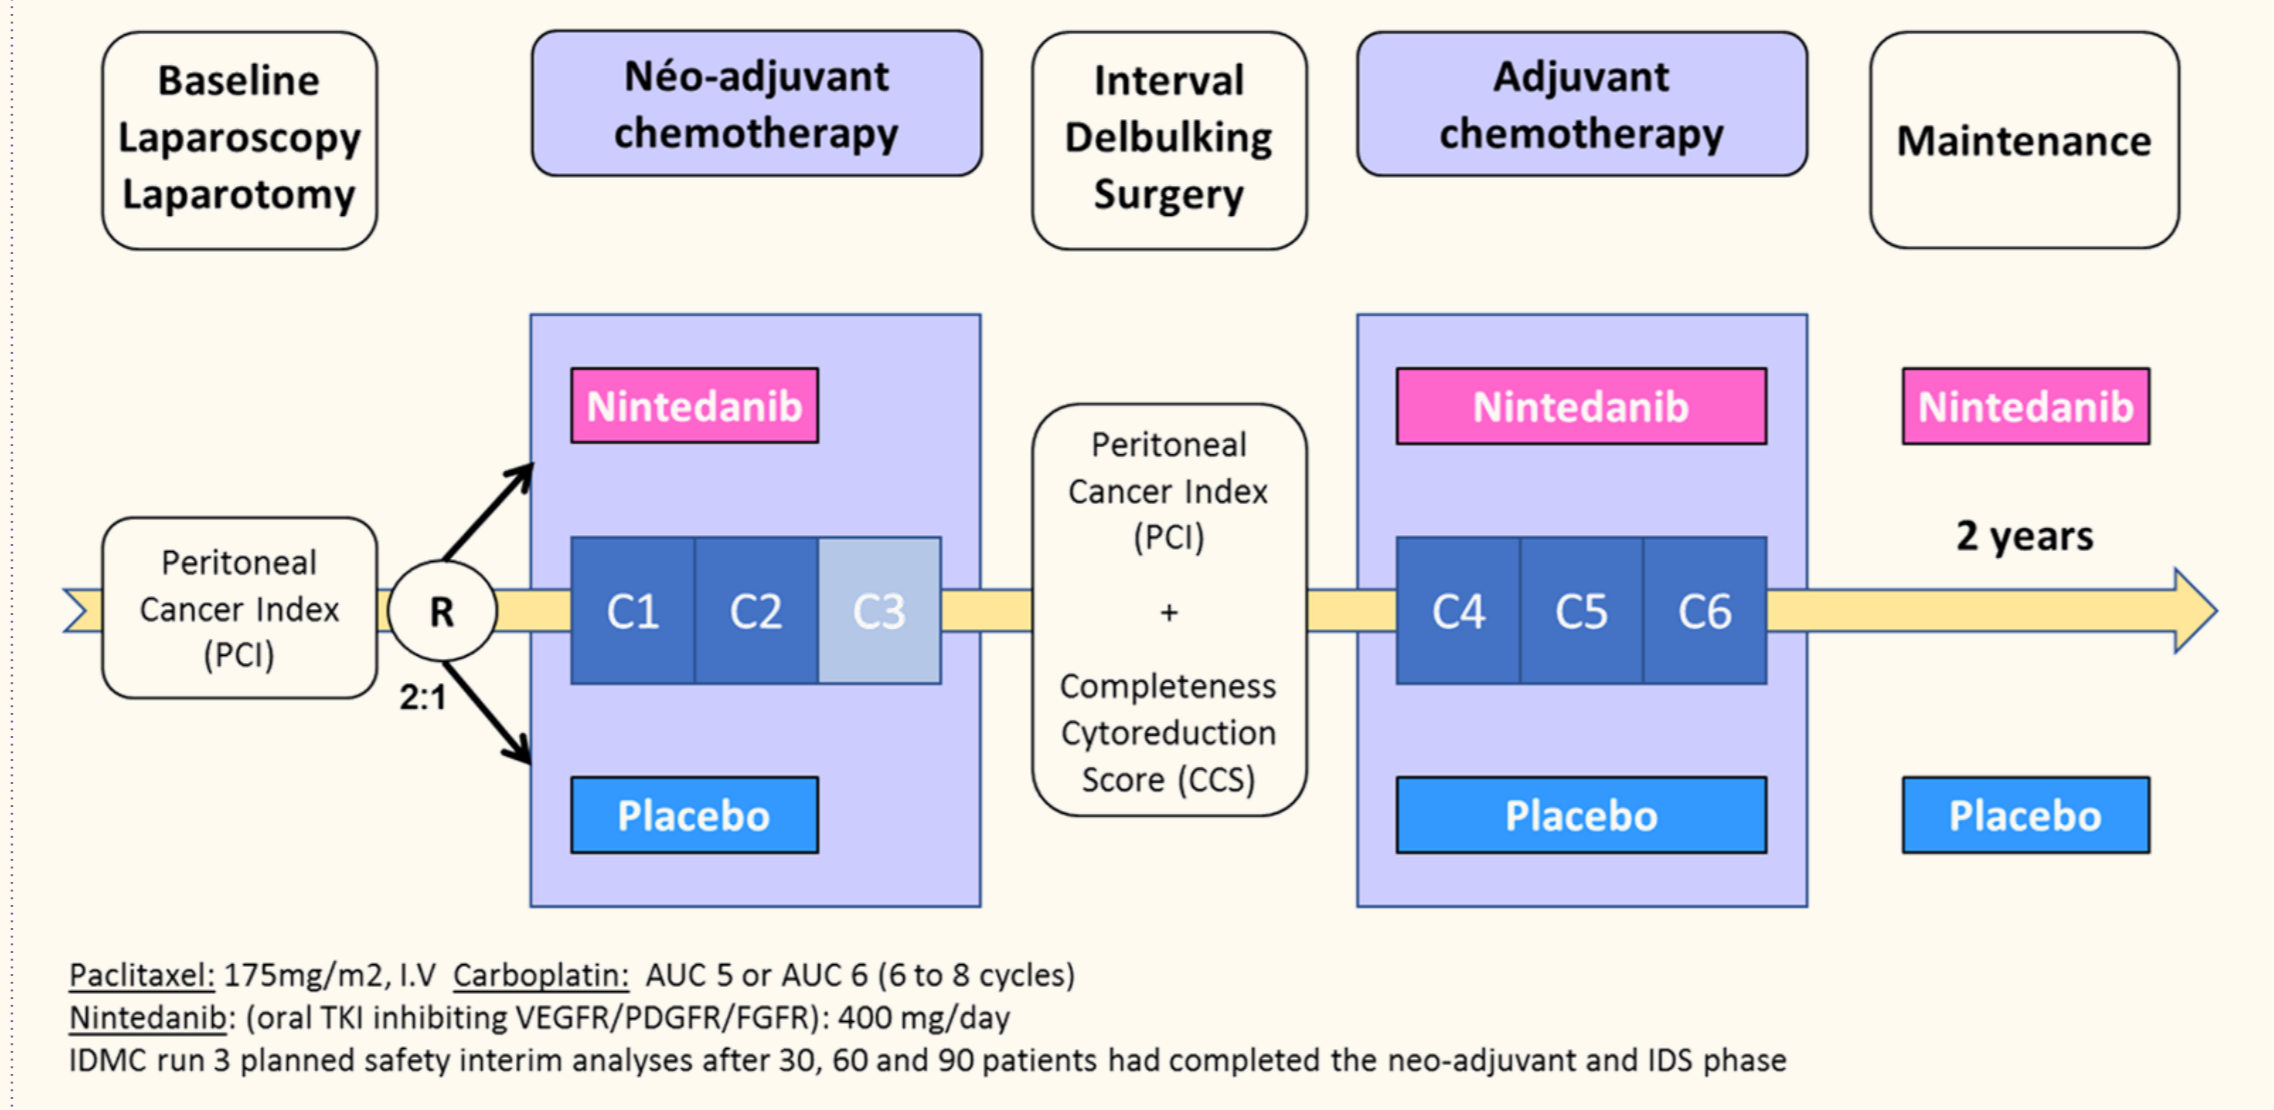 Baseline
Laparoscopy
Laparotomy
Néo-adjuvant
chemotherapy
Interval
Delbulking
Surgery
Adjuvant
chemotherapy
Maintenance
Peritoneal
Cancer Index
(PCI)
R
2:1
Nintedanib
C1 C2 C3
Placebo
Peritoneal
Cancer Index
(PCI)
+
Completeness
Cytoreduction
Score (CCS)
Nintedanib
C4 C5 C6
Placebo
Nintedanib
2 years
Placebo
Paclitaxel: 175mg/m2, I.V Carboplatin: AUC 5 or AUC 6 (6 to 8 cycles)
Nintedanib: (oral TKI inhibiting VEGFR/PDGFR/FGFR): 400 mg/day
IDMC run 3 planned safety interim analyses after 30, 60 and 90 patients had completed the neo-adjuvant and IDS phase